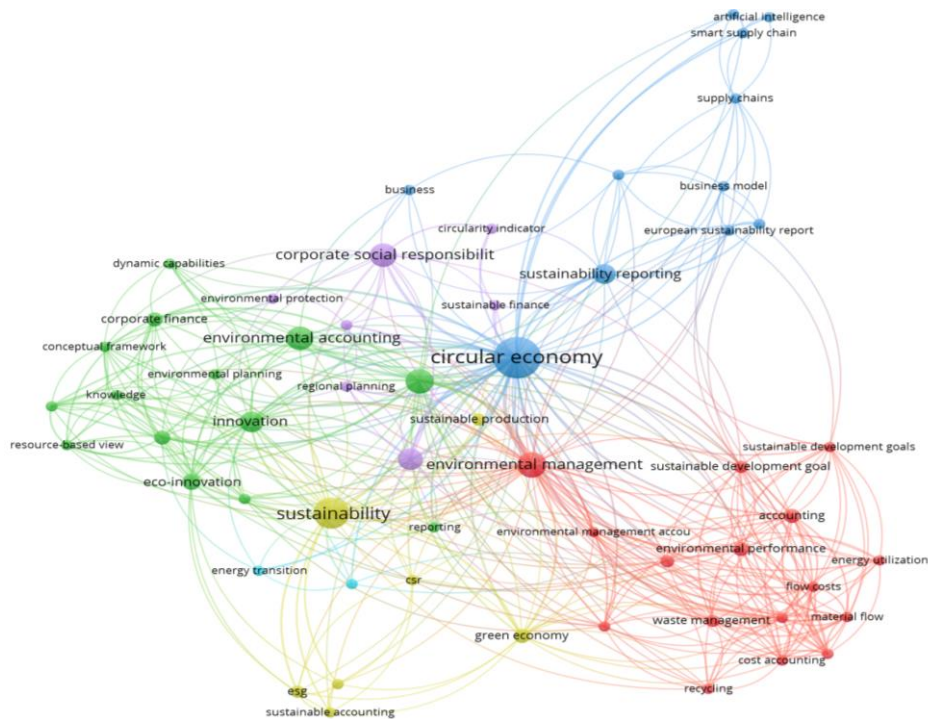 artificial intelligence
smart supply chain
supply chains
business
business model
circularity indicator
european sustainability report
corporate social responsibilit
dynamic capabilities
sustainability reporting
environmental protection
sustainable finance
corporate finance
environmental accounting
conceptual framework
circular economy
environmental planning
regional planning
knowledge
innovation
sustainable production
resource-based view
sustainable development goals
environmental management
sustainable development goal
eco-innovation
sustainability
accounting
reporting
environmental management accou
environmental performance
energy utilization
energy transition
csr
flow costs
material flow
waste management
green economy
cost accounting
recycling
esg
sustainable accounting